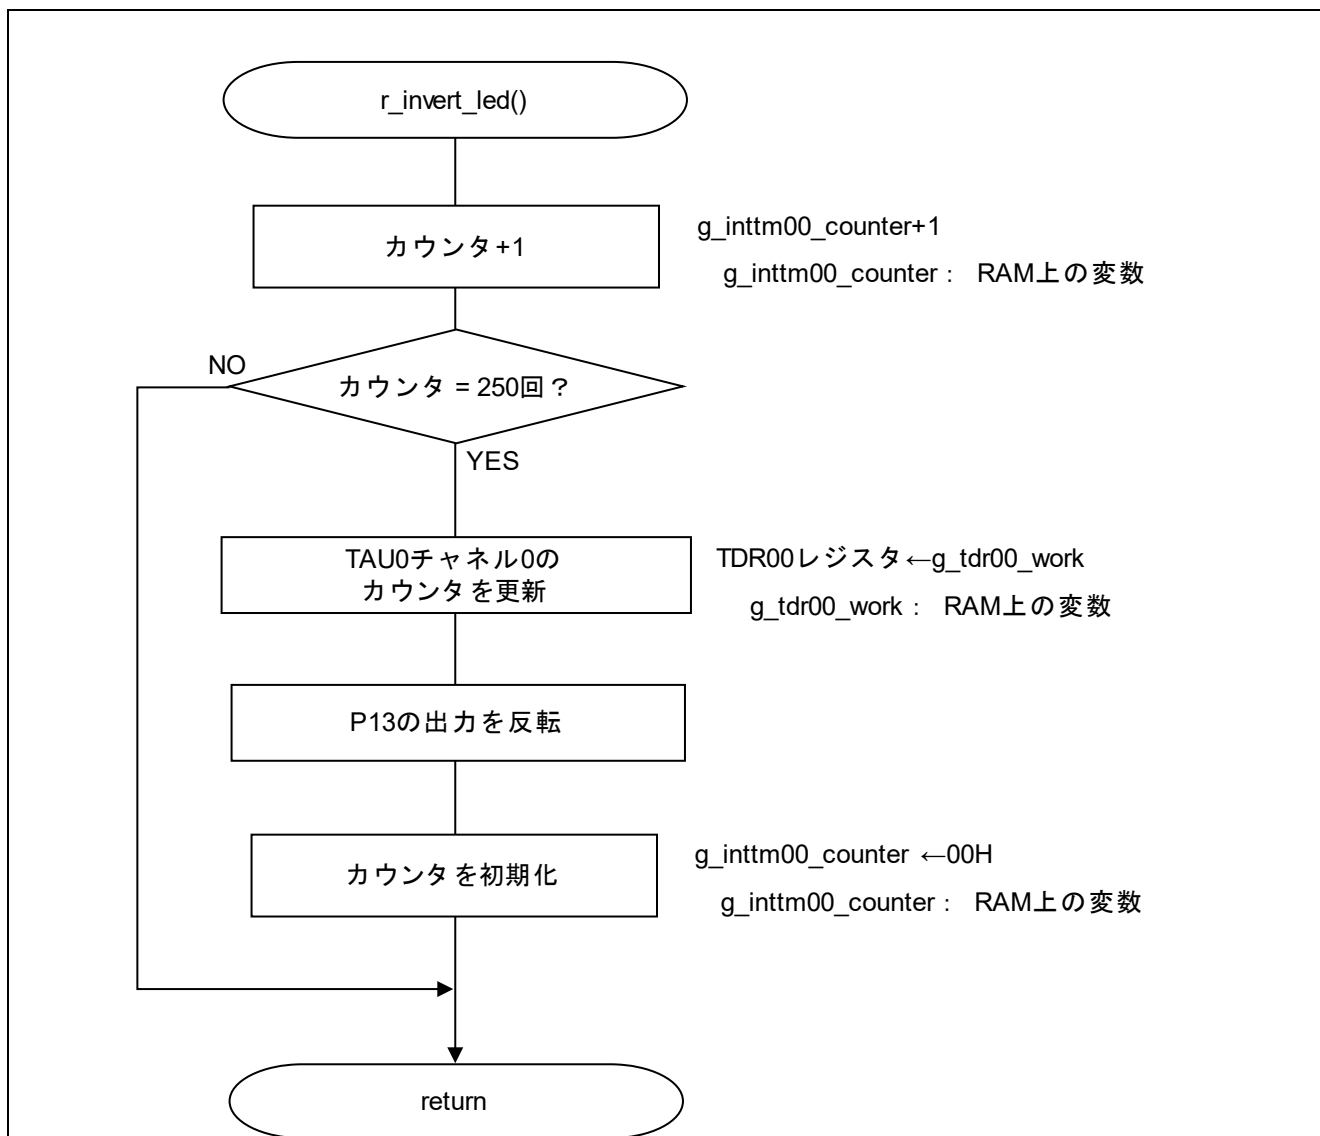 r_invert_led()
カウンタ+1
g_inttm00_counter+1
g_inttm00_counter： RAM上の変数
NO
カウンタ = 250回？
YES
TAU0チャネル0の
カウンタを更新
TDR00レジスタ←g_tdr00_work
g_tdr00_work： RAM上の変数
P13の出力を反転
カウンタを初期化
g_inttm00_counter ←00H
g_inttm00_counter： RAM上の変数
return